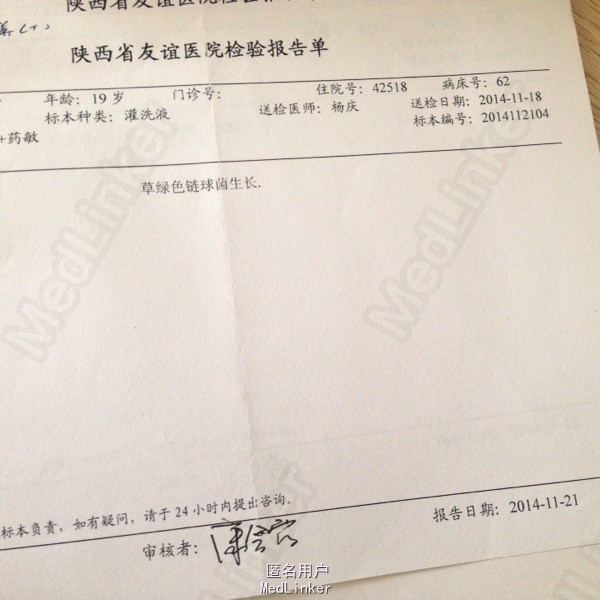 陕西省友谊医院检验报告单
年龄：19 岁 门诊号： 住院号：42518 病床号：62
标本种类：灌洗液 送检医师：杨庆 送检日期：2014-11-18
+药敏 标本编号：2014112104
草绿色链球菌生长.
标本负责，如有疑问，请于 24 小时内提出咨询。
审核者： 报告日期：2014-11-21
匿名用户
MedLinker
MedLinker
MedLinker